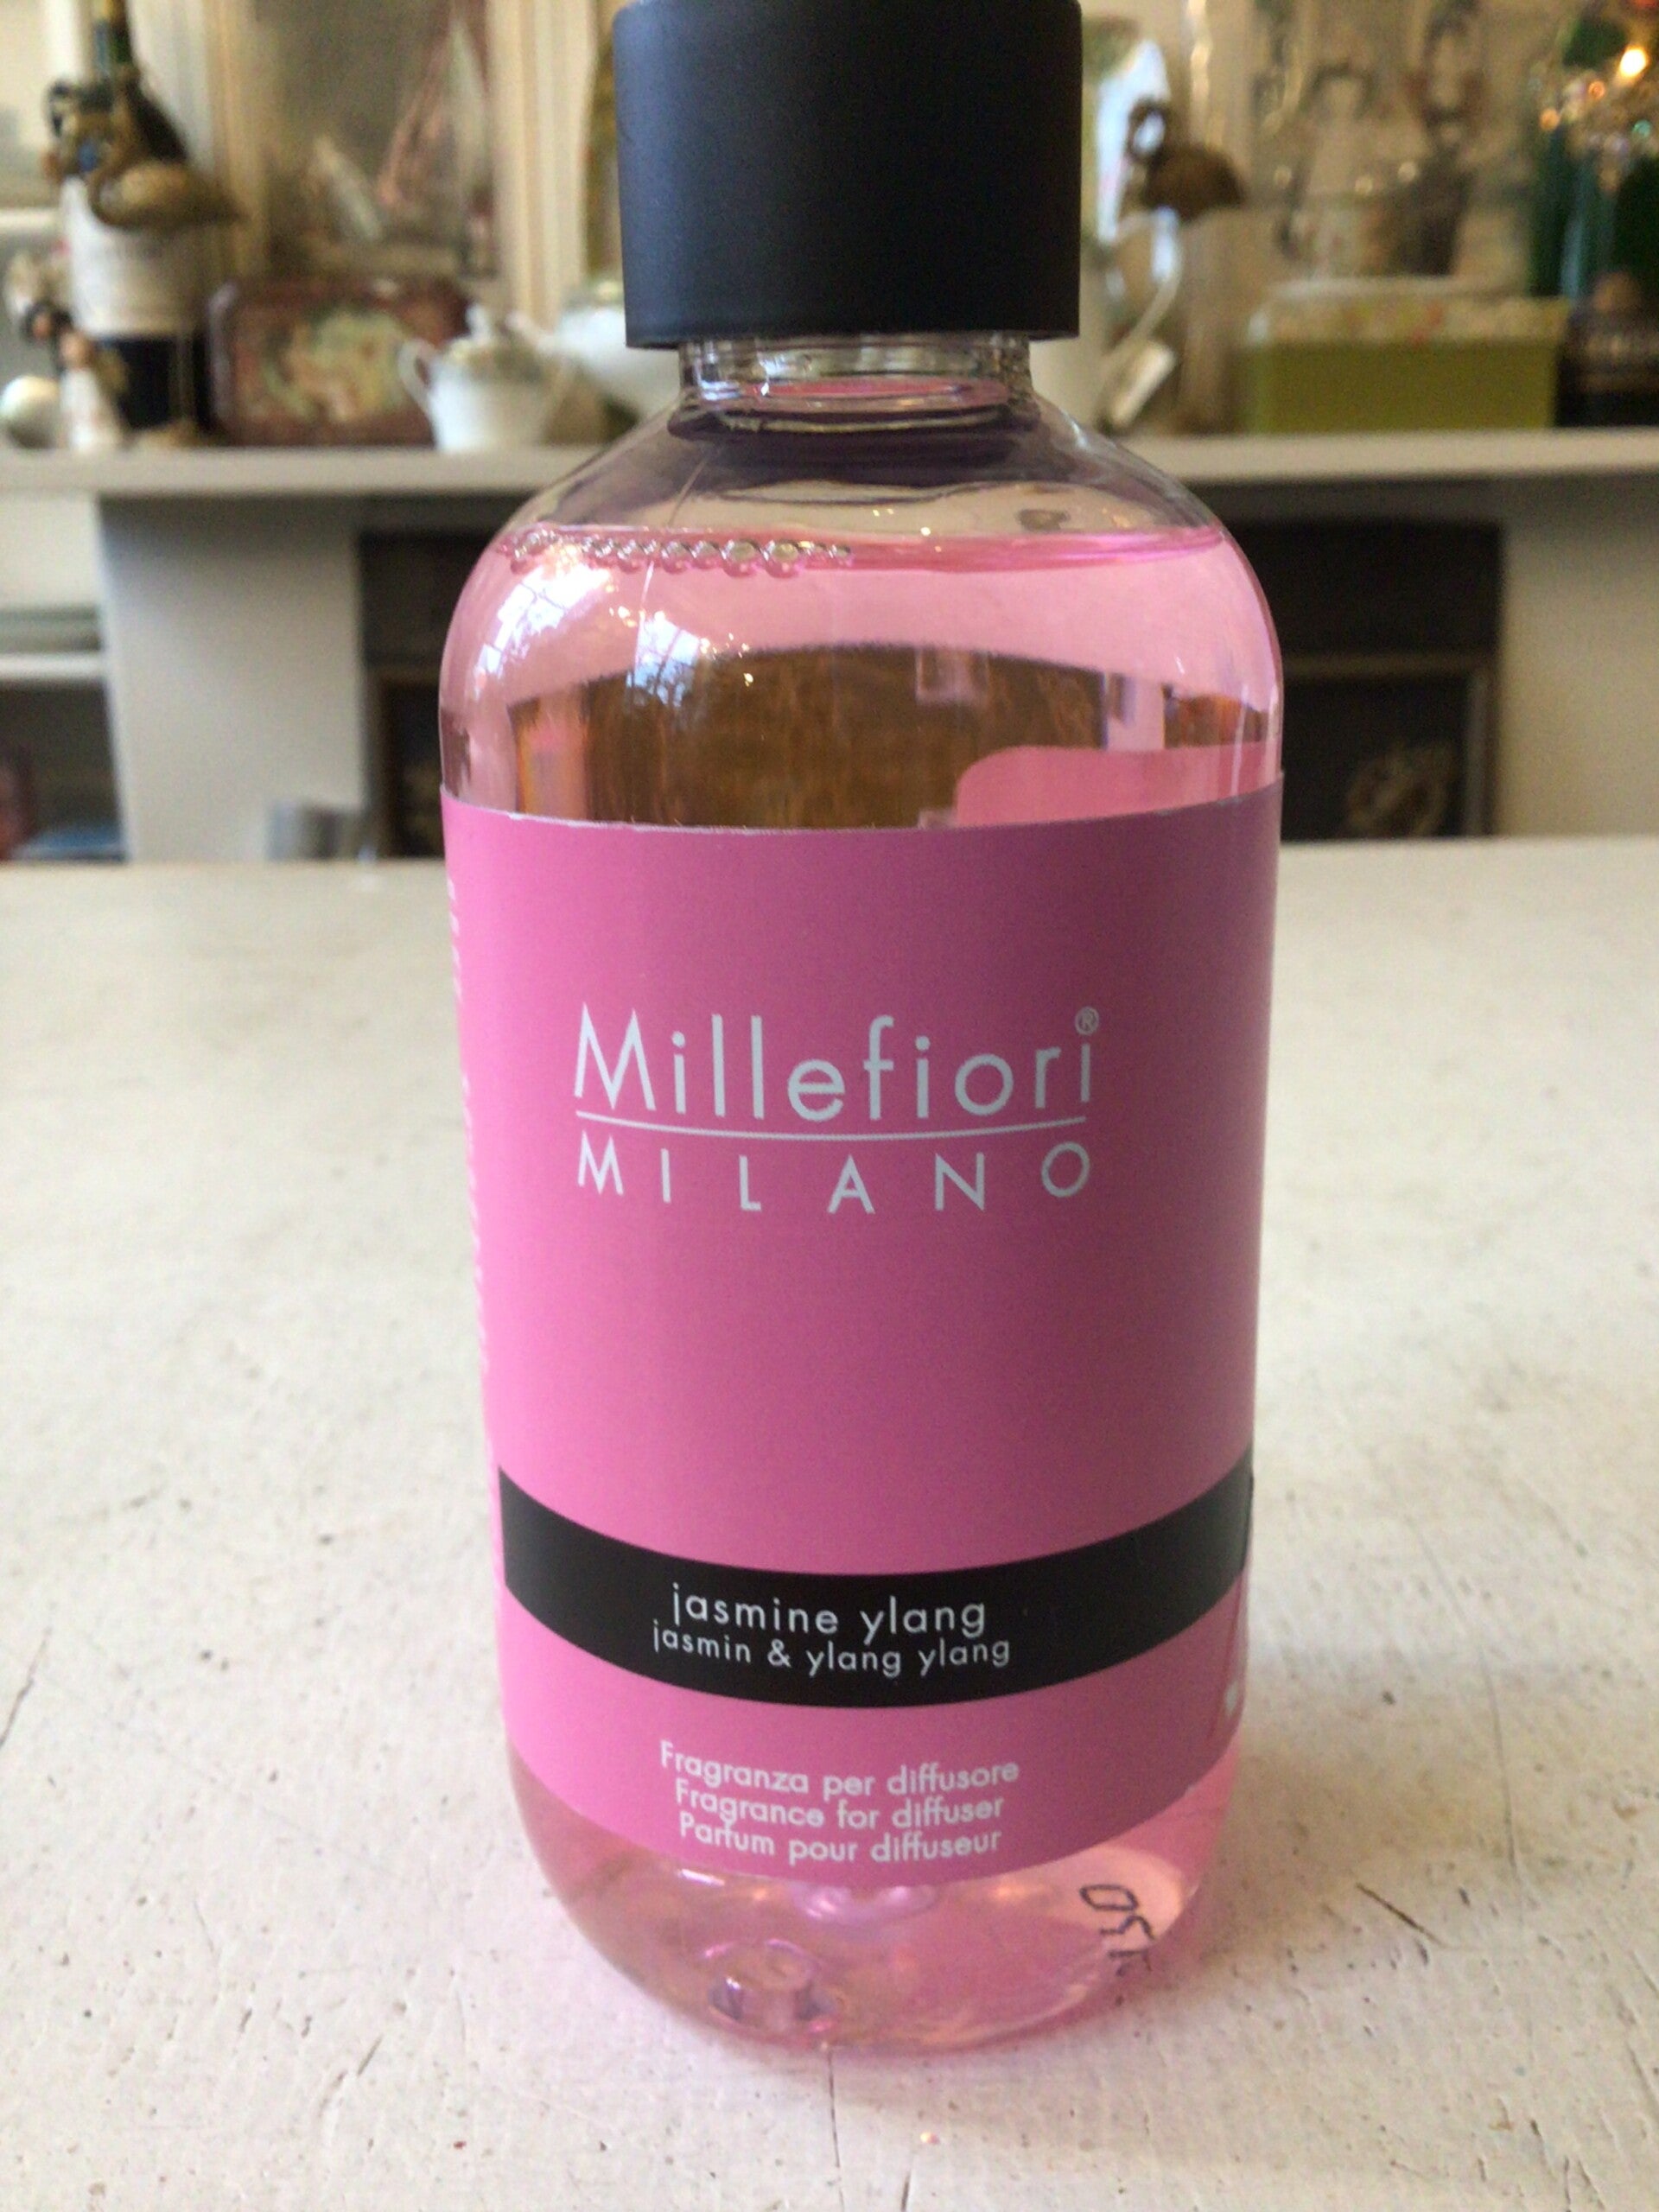 Millefiori®
MILANO
jasmine ylang
jasmin & ylang ylang
Fragranza per diffusore
Fragrance for diffuser
Parfum pour diffuseur